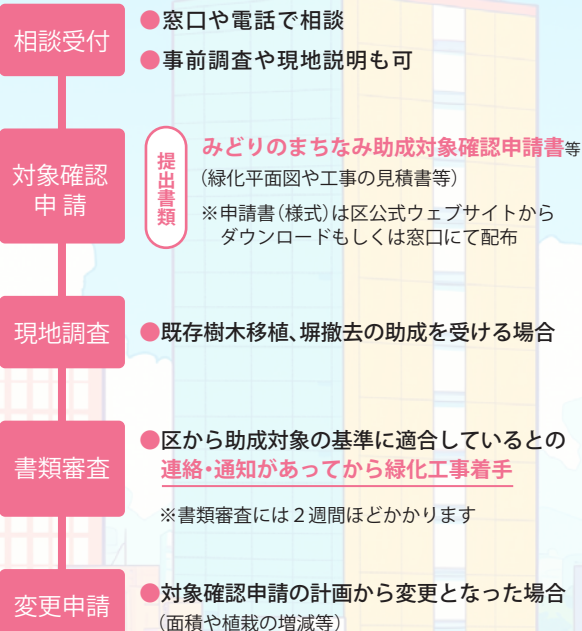 相談受付
●窓口や電話で相談
●事前調査や現地説明も可
対象確認
申 請
提出書類
みどりのまちなみ助成対象確認申請書等
（緑化平面図や工事の見積書等）
※申請書（様式）は区公式ウェブサイトから
ダウンロードもしくは窓口にて配布
現地調査
●既存樹木移植、塀撤去の助成を受ける場合
書類審査
●区から助成対象の基準に適合しているとの
連絡・通知があってから緑化工事着手
※書類審査には２週間ほどかかります
変更申請
●対象確認申請の計画から変更となった場合
（面積や植栽の増減等）